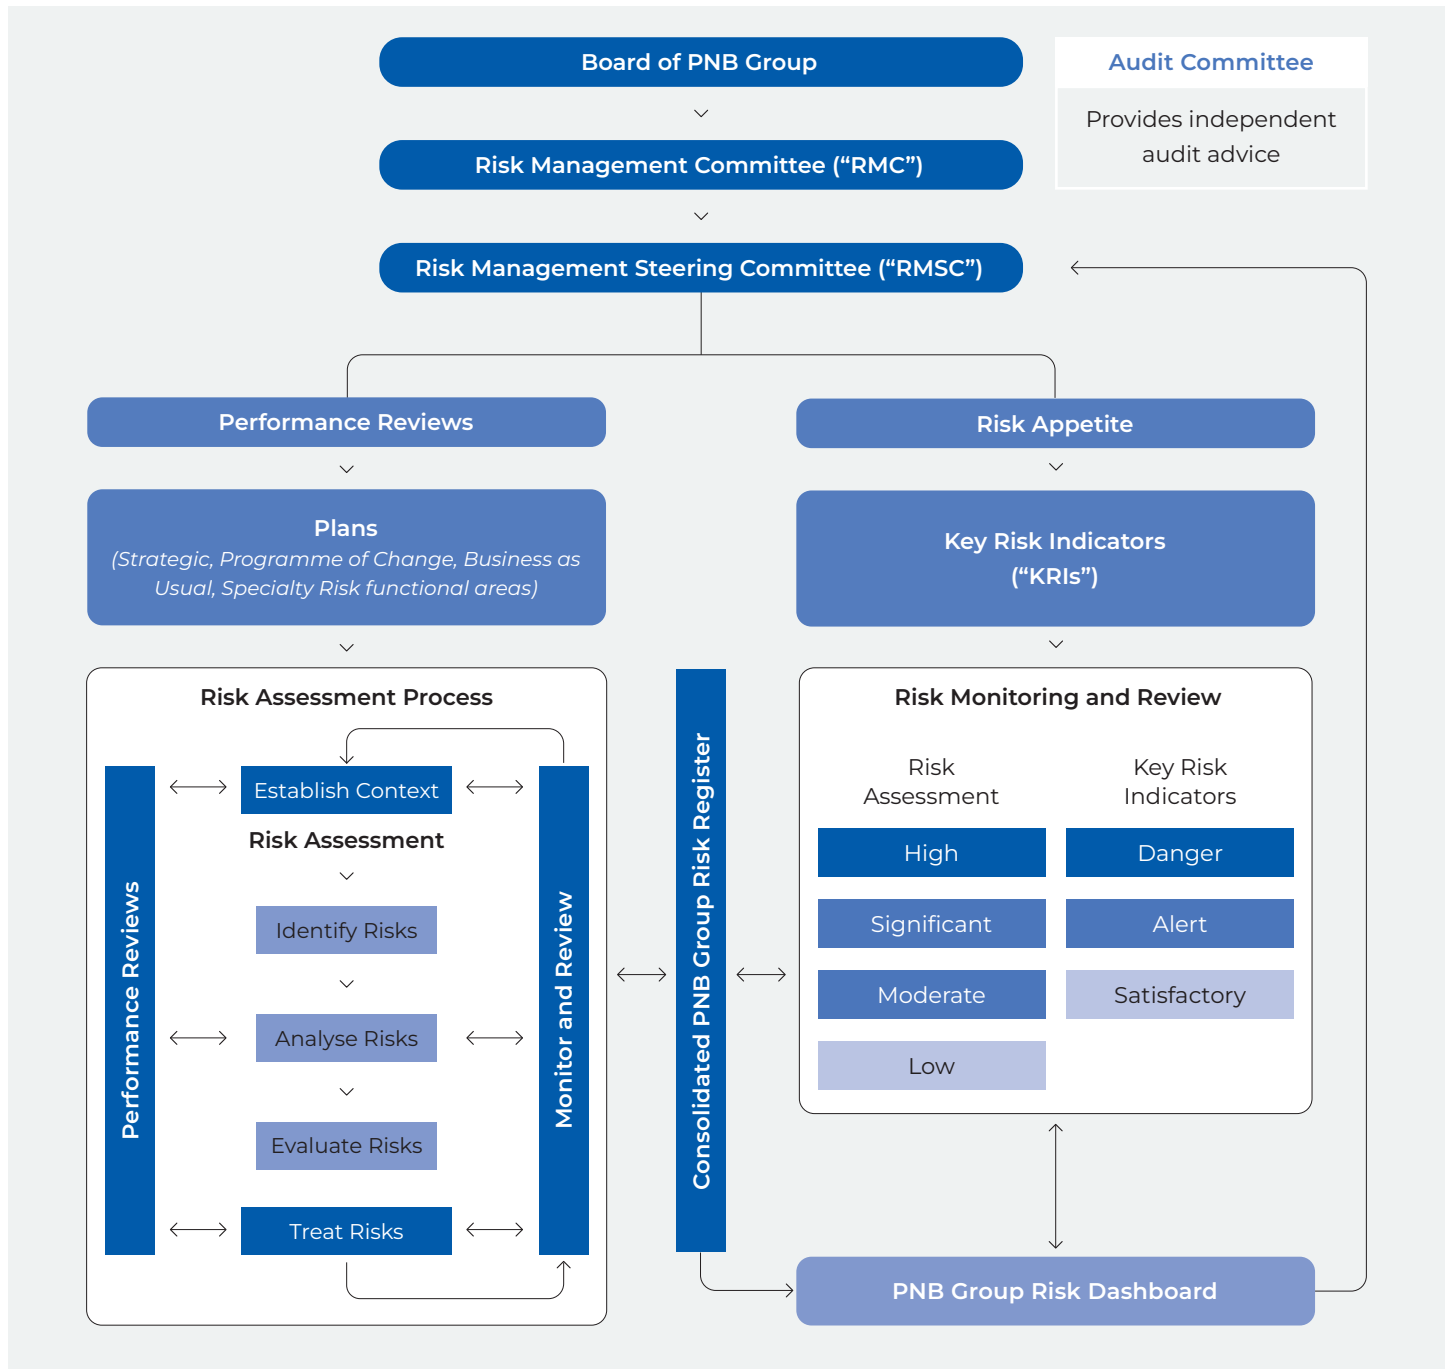 Board of PNB Group
Audit Committee
Provides independent
audit advice
Risk Management Committee (“RMC”)
Risk Management Steering Committee (“RMSC”)
Performance Reviews
Plans
(Strategic, Programme of Change, Business as
Usual, Specialty Risk functional areas)
Risk Appetite
Key Risk Indicators
(“KRIs”)
Risk Assessment Process
Performance Reviews
Establish Context
Risk Assessment
Identify Risks
Analyse Risks
Evaluate Risks
Treat Risks
Monitor and Review
Consolidated PNB Group Risk Register
Risk Monitoring and Review
Risk
Assessment
High
Significant
Moderate
Low
Key Risk
Indicators
Danger
Alert
Satisfactory
PNB Group Risk Dashboard